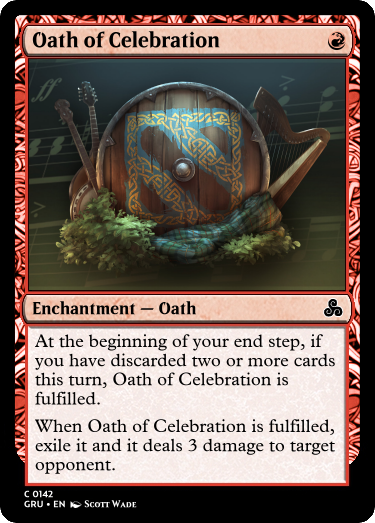 Oath of Celebration
ff
Enchantment — Oath
At the beginning of your end step, if
you have discarded two or more cards
this turn, Oath of Celebration is
fulfilled.
When Oath of Celebration is fulfilled,
exile it and it deals 3 damage to target
opponent.
C 0142
GRU • EN Scott Wade